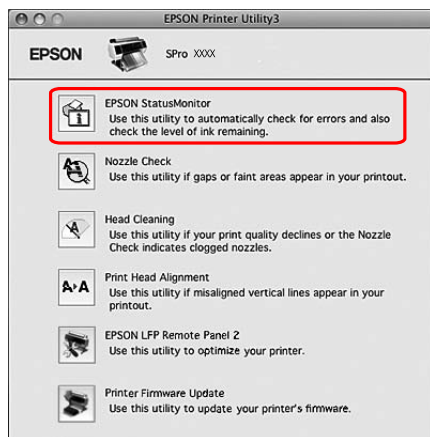 EPSON Printer Utility3
EPSON
SPro XXXX
EPSON StatusMonitor
Use this utility to automatically check for errors and also
check the level of ink remaining.
Nozzle Check
Use this utility if gaps or faint areas appear in your printout.
Head Cleaning
Use this utility if your print quality declines or the Nozzle
Check indicates clogged nozzles.
Print Head Alignment
Use this utility if misaligned vertical lines appear in your
printout.
EPSON LFP Remote Panel 2
Use this utility to optimize your printer.
Printer Firmware Update
Use this utility to update your printer's firmware.